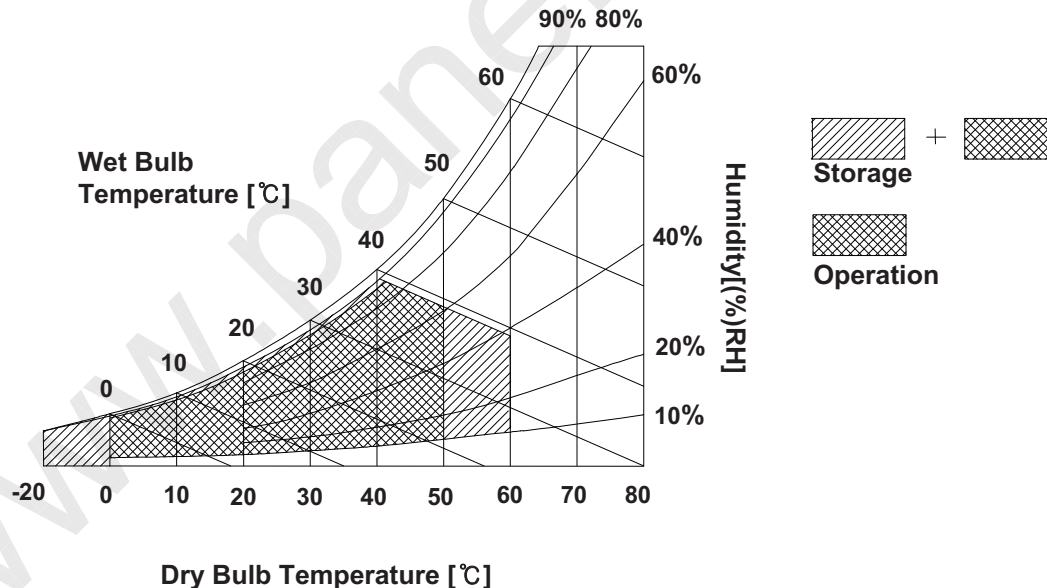 90% 80%
60
60%
Wet Bulb
Temperature [℃]
50
Storage
+
40
40%
Humidity[(%)RH]
Operation
30
20
20%
10
0
10%
-20 0 10 20 30 40 50 60 70 80
Dry Bulb Temperature [℃]